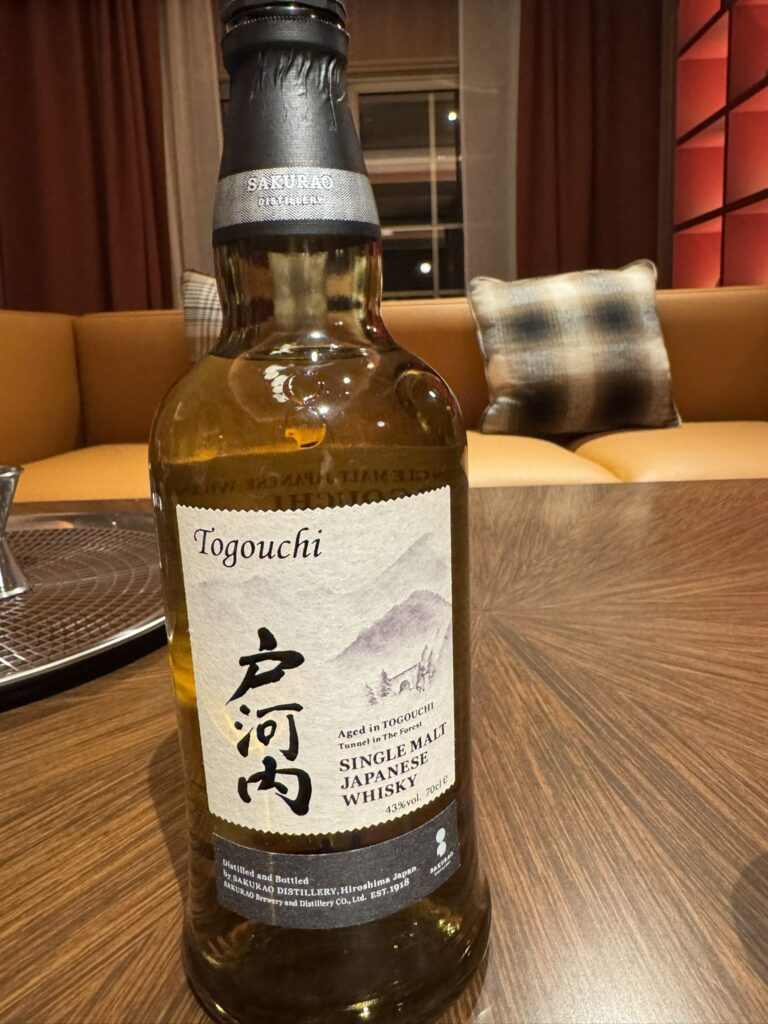 SAKURAO
DISTILLERY
Togouchi
戸河内
Aged in TOGOUCHI
Tunnel in The Forest
SINGLE MALT
JAPANESE
WHISKY
43%vol. 70cl e
Distilled and Bottled
by SAKURAO DISTILLERY, Hiroshima Japan
SAKURAO Brewery and Distillery CO., Ltd. EST.1918
SAKURAO